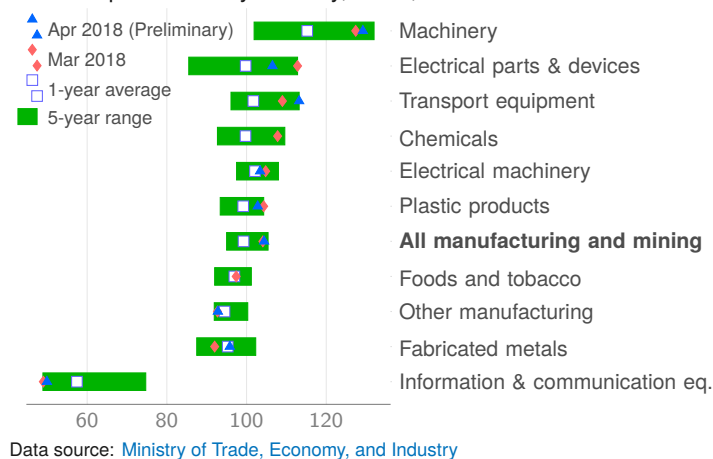 Apr 2018 (Preliminary)
Mar 2018
1-year average
5-year range
Machinery
Electrical parts & devices
Transport equipment
Chemicals
Electrical machinery
Plastic products
All manufacturing and mining
Foods and tobacco
Other manufacturing
Fabricated metals
Information & communication eq.
60 80 100 120
Data source: Ministry of Trade, Economy, and Industry